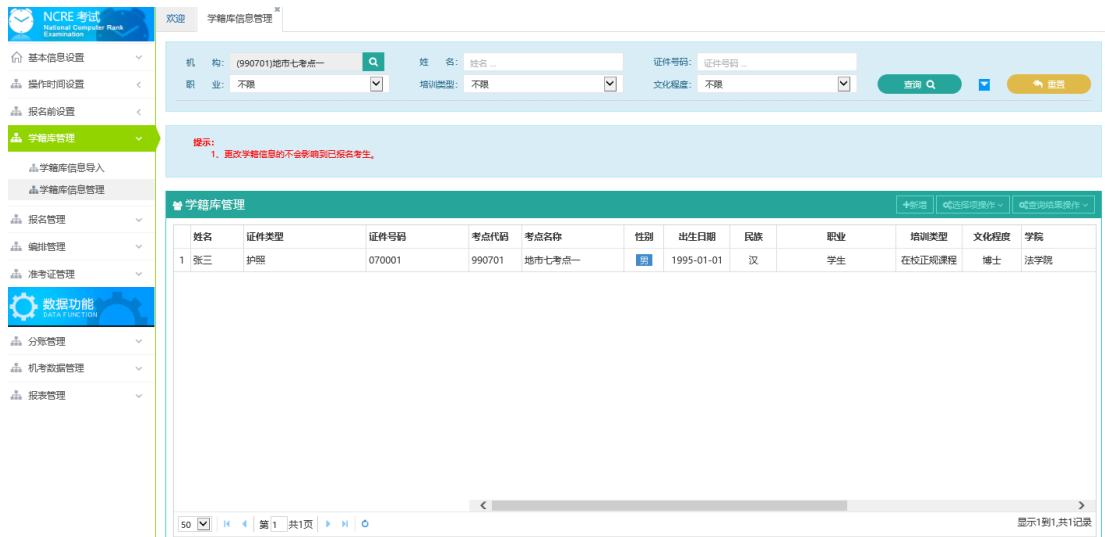 NCRE 考试
National Computer Rank
Examination
欢迎
学籍库信息管理
基本信息设置
操作时间设置
报名前设置
学籍库管理
学籍库信息导入
学籍库信息管理
报名管理
编排管理
准考证管理
数据功能
DATA FUNCTION
分账管理
机考数据管理
报表管理
机 构: (990701)地市七考点一 姓 名: 姓名 ... 证件号码: 证件号码 ...
职 业: 不限 培训类型: 不限 文化程度: 不限 查询 重置
提示:
1、更改学籍信息的不会影响到已报名考生。
学籍库管理 +新增 选择项操作 查询结果操作
姓名 证件类型 证件号码 考点代码 考点名称 性别 出生日期 民族 职业 培训类型 文化程度 学院
1 张三 护照 070001 990701 地市七考点一 男 1995-01-01 汉 学生 在校正规课程 博士 法学院
50 第 1 共1页 显示1到1,共1记录